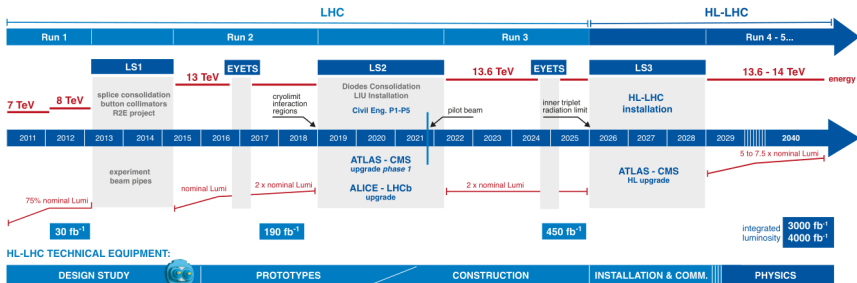 LHC
HL-LHC
Run 1
Run 2
Run 3
Run 4 - 5...
LS1
EYETS
LS2
EYETS
LS3
7 TeV
8 TeV
13 TeV
13.6 TeV
13.6 - 14 TeV
energy
splice consolidation
button collimators
R2E project
cryolimit
interaction
regions
Diodes Consolidation
LIU Installation
Civil Eng. P1-P5
pilot beam
inner triplet
radiation limit
HL-LHC
installation
2011 2012 2013 2014 2015 2016 2017 2018 2019 2020 2021 2022 2023 2024 2025 2026 2027 2028 2029 2040
experiment
beam pipes
75% nominal Lumi
nominal Lumi
2 x nominal Lumi
ATLAS - CMS
upgrade phase 1
ALICE - LHCb
upgrade
2 x nominal Lumi
ATLAS - CMS
HL upgrade
5 to 7.5 x nominal Lumi
30 fb⁻¹
190 fb⁻¹
450 fb⁻¹
integrated
luminosity
3000 fb⁻¹
4000 fb⁻¹
HL-LHC TECHNICAL EQUIPMENT:
DESIGN STUDY
PROTOTYPES
CONSTRUCTION
INSTALLATION & COMM.
PHYSICS